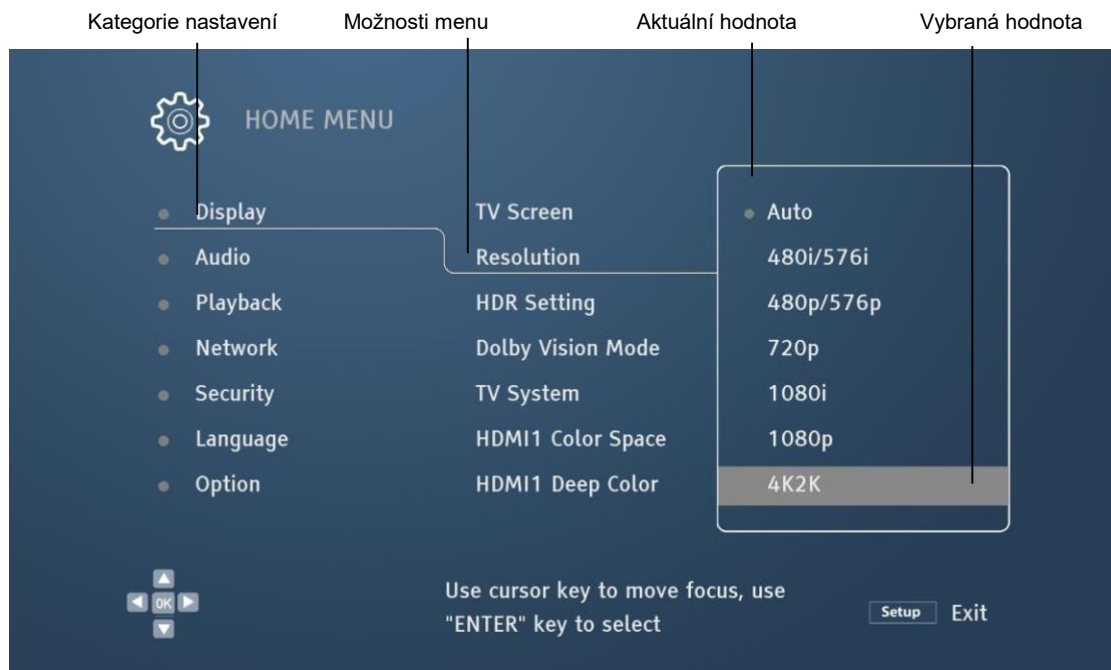 Kategorie nastavení
Možnosti menu
Aktuální hodnota
Vybraná hodnota
HOME MENU
Display
Audio
Playback
Network
Security
Language
Option
TV Screen
Resolution
HDR Setting
Dolby Vision Mode
TV System
HDMI1 Color Space
HDMI1 Deep Color
Auto
480i/576i
480p/576p
720p
1080i
1080p
4K2K
OK
Use cursor key to move focus, use
"ENTER" key to select
Setup Exit